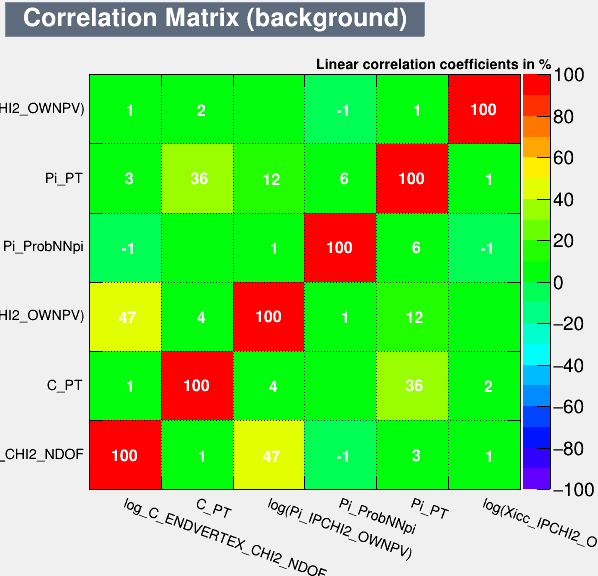 Correlation Matrix (background)
Linear correlation coefficients in %
HI2_OWNPV) 1 2 -1 1 100
Pi_PT 3 36 12 6 100 1
Pi_ProbNNpi -1 1 100 6 -1
HI2_OWNPV) 47 4 100 1 12
C_PT 1 100 4 36 2
_CHI2_NDOF 100 1 47 -1 3 1
100
80
60
40
20
0
−20
−40
−60
−80
−100
log_C_ENDVERTEX_CHI2_NDOF
C_PT
log(Pi_IPCHI2_OWNPV)
Pi_ProbNNpi
Pi_PT
log(Xicc_IPCHI2_O